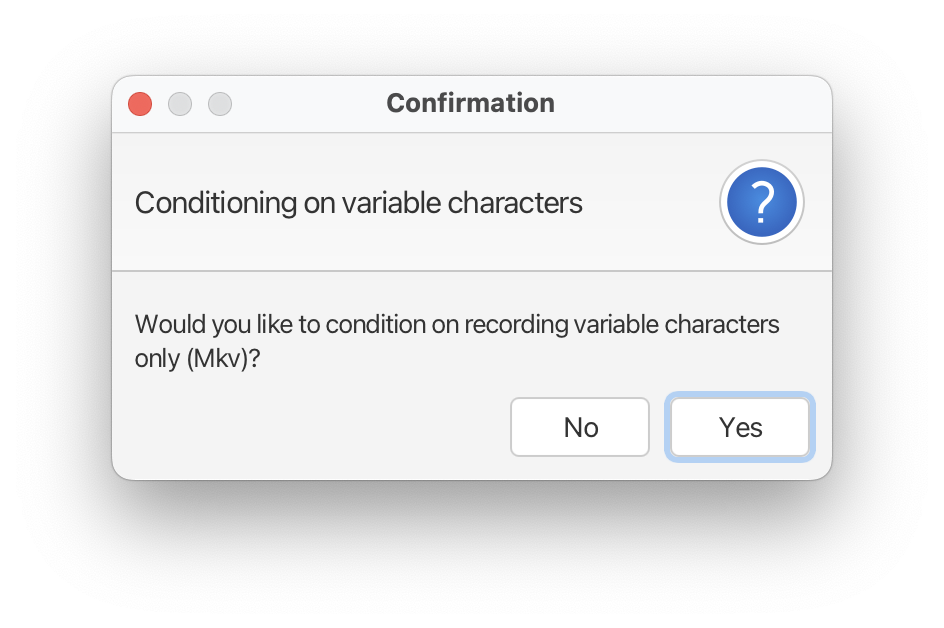 Confirmation
Conditioning on variable characters
?
Would you like to condition on recording variable characters
only (Mkv)?
No
Yes